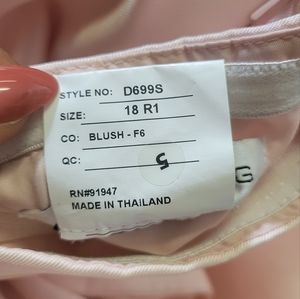 STYLE NO: D699S
SIZE: 18 R1
CO: BLUSH - F6
QC: 5
RN#91947
MADE IN THAILAND
G